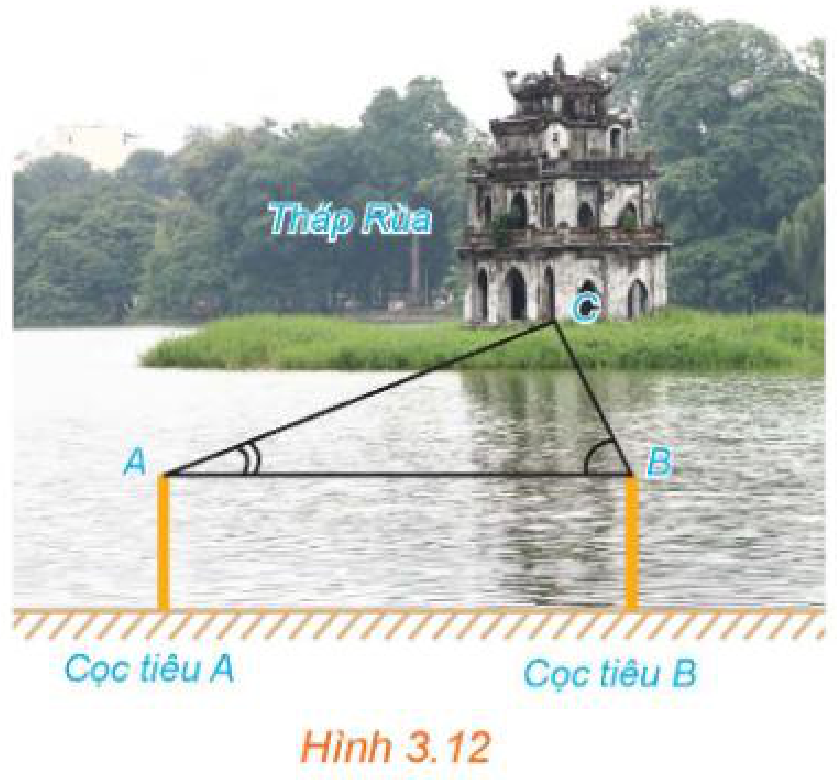 Tháp Rùa
C
A
B
Cọc tiêu A
Cọc tiêu B
Hình 3.12